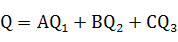 Q = AQ₁ + BQ₂ + CQ₃